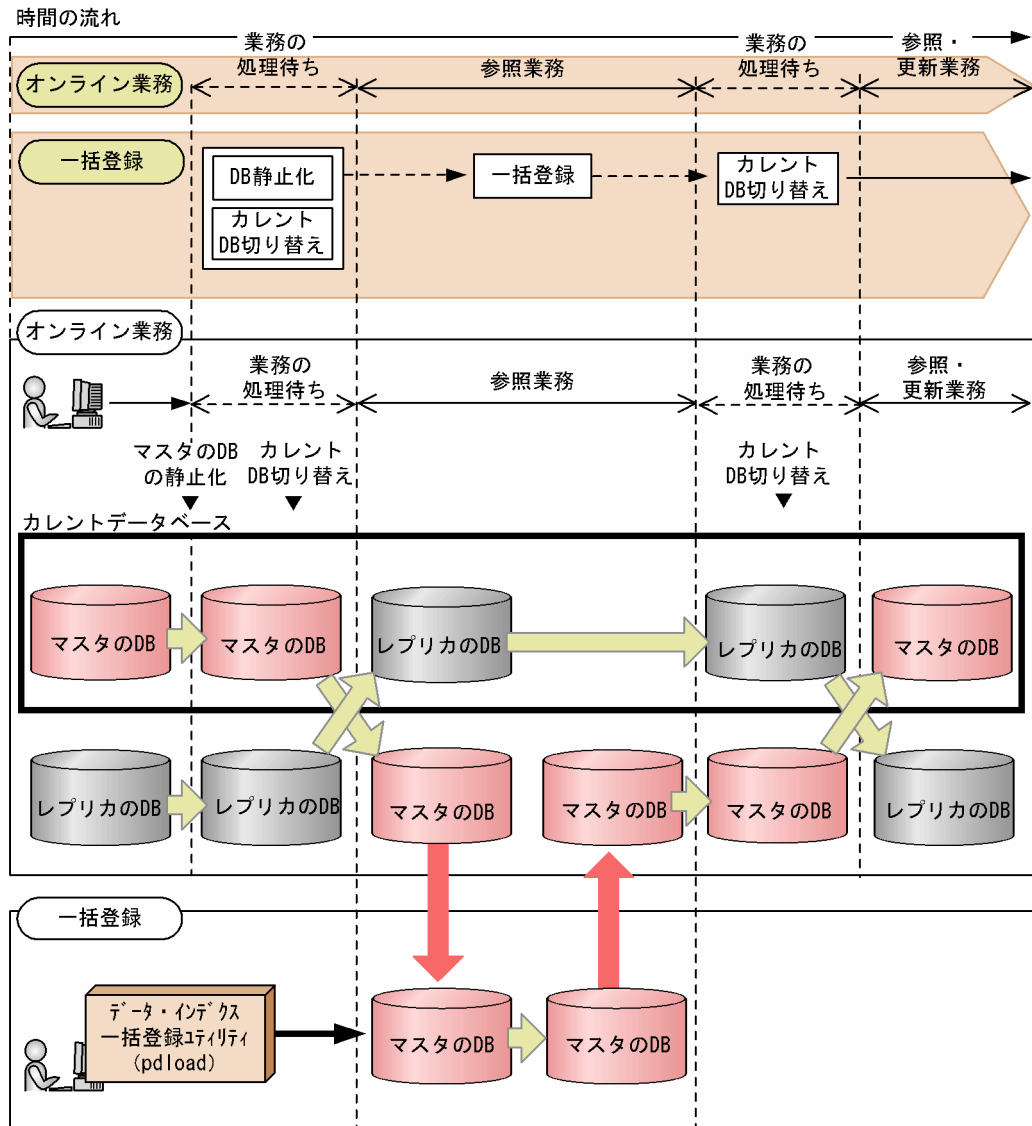 時間の流れ
業務の
処理待ち
参照業務
業務の
処理待ち
参照・
更新業務
オンライン業務
一括登録
DB静止化
カレント
DB切り替え
一括登録
カレント
DB切り替え
オンライン業務
業務の
処理待ち
参照業務
業務の
処理待ち
参照・
更新業務
マスタのDB
の静止化
カレント
DB切り替え
カレント
DB切り替え
カレントデータベース
マスタのDB
マスタのDB
レプリカのDB
レプリカのDB
マスタのDB
レプリカのDB
レプリカのDB
マスタのDB
マスタのDB
マスタのDB
レプリカのDB
一括登録
ﾃﾞｰﾀ・ｲﾝﾃﾞｸｽ
一括登録ﾕﾃｨﾘﾃｨ
(pdload)
マスタのDB
マスタのDB